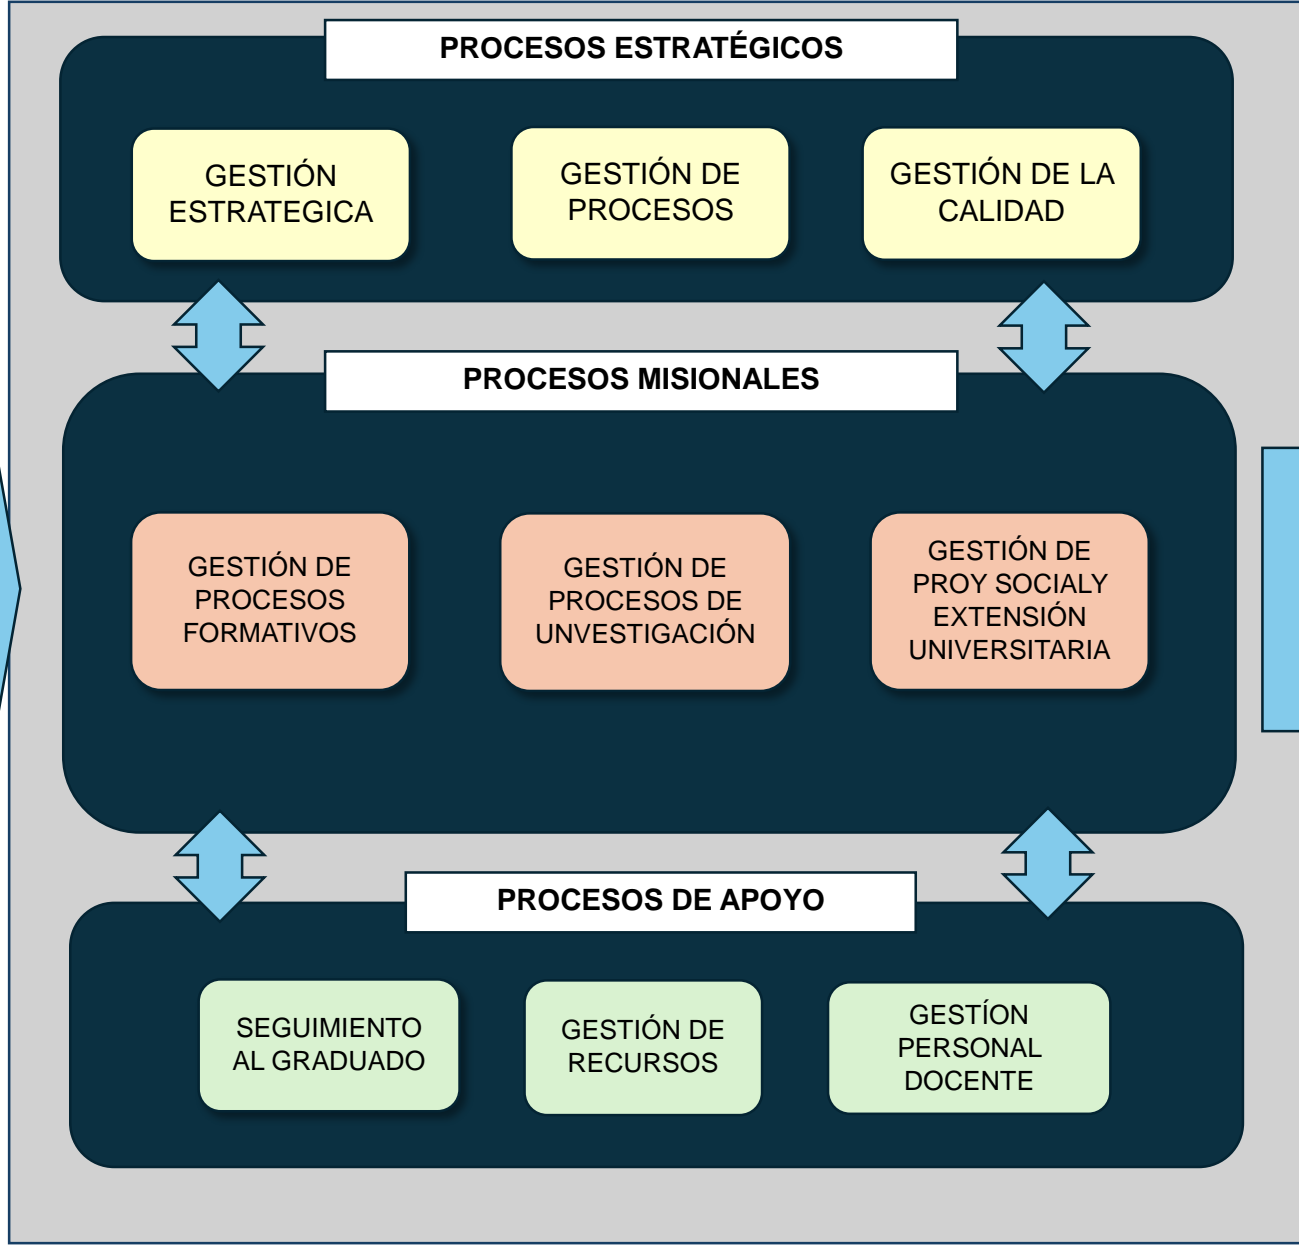 PROCESOS ESTRATÉGICOS
GESTIÓN
ESTRATEGICA
GESTIÓN DE
PROCESOS
GESTIÓN DE LA
CALIDAD
PROCESOS MISIONALES
GESTIÓN DE
PROCESOS
FORMATIVOS
GESTIÓN DE
PROCESOS DE
UNVESTIGACIÓN
GESTIÓN DE
PROY SOCIALY
EXTENSIÓN
UNIVERSITARIA
PROCESOS DE APOYO
SEGUIMIENTO
AL GRADUADO
GESTIÓN DE
RECURSOS
GESTÍON
PERSONAL
DOCENTE